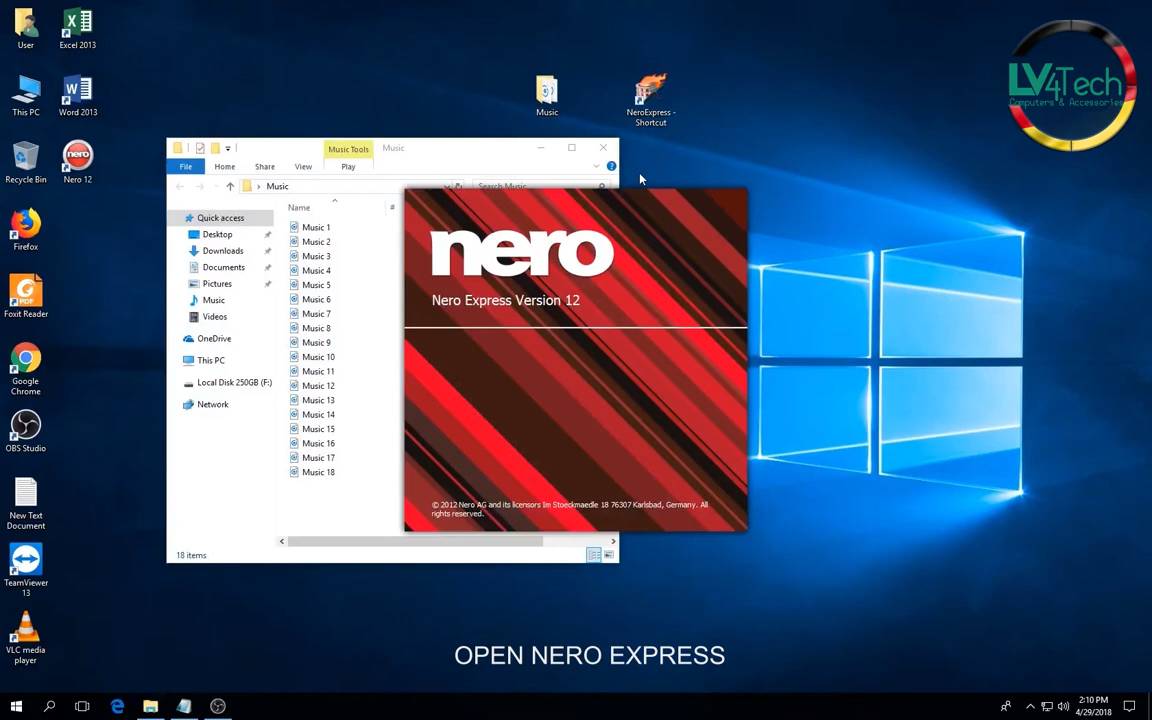 User
Excel 2013
This PC
Word 2013
Recycle Bin
Nero 12
Firefox
Foxit Reader
Google
Chrome
OBS Studio
New Text
Document
TeamViewer
13
VLC media
player
Music
NeroExpress -
Shortcut
LV4Tech
Computers & Accessories
Music Tools
Music
File
Home
Share
View
Play
Music
Search Music
Name
#
Quick access
Desktop
Downloads
Documents
Pictures
Music
Videos
OneDrive
This PC
Local Disk 250GB (F:)
Network
Music 1
Music 2
Music 3
Music 4
Music 5
Music 6
Music 7
Music 8
Music 9
Music 10
Music 11
Music 12
Music 13
Music 14
Music 15
Music 16
Music 17
Music 18
18 items
nero
Nero Express Version 12
© 2012 Nero AG and its licensors Im Stoeckmaedle 18 76307 Karlsbad, Germany. All
rights reserved.
OPEN NERO EXPRESS
2:10 PM
4/29/2018